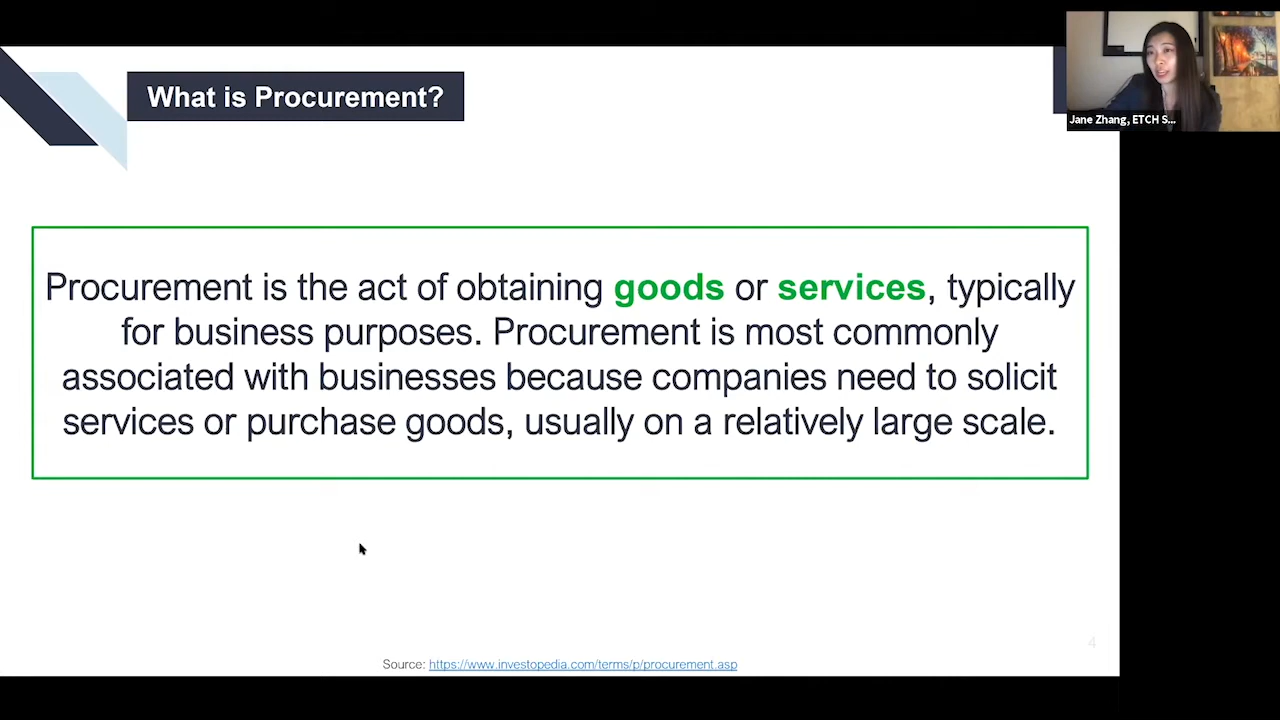 What is Procurement?
Jane Zhang, ETCH S...
Procurement is the act of obtaining goods or services, typically
for business purposes. Procurement is most commonly
associated with businesses because companies need to solicit
services or purchase goods, usually on a relatively large scale.
4
Source: https://www.investopedia.com/terms/p/procurement.asp